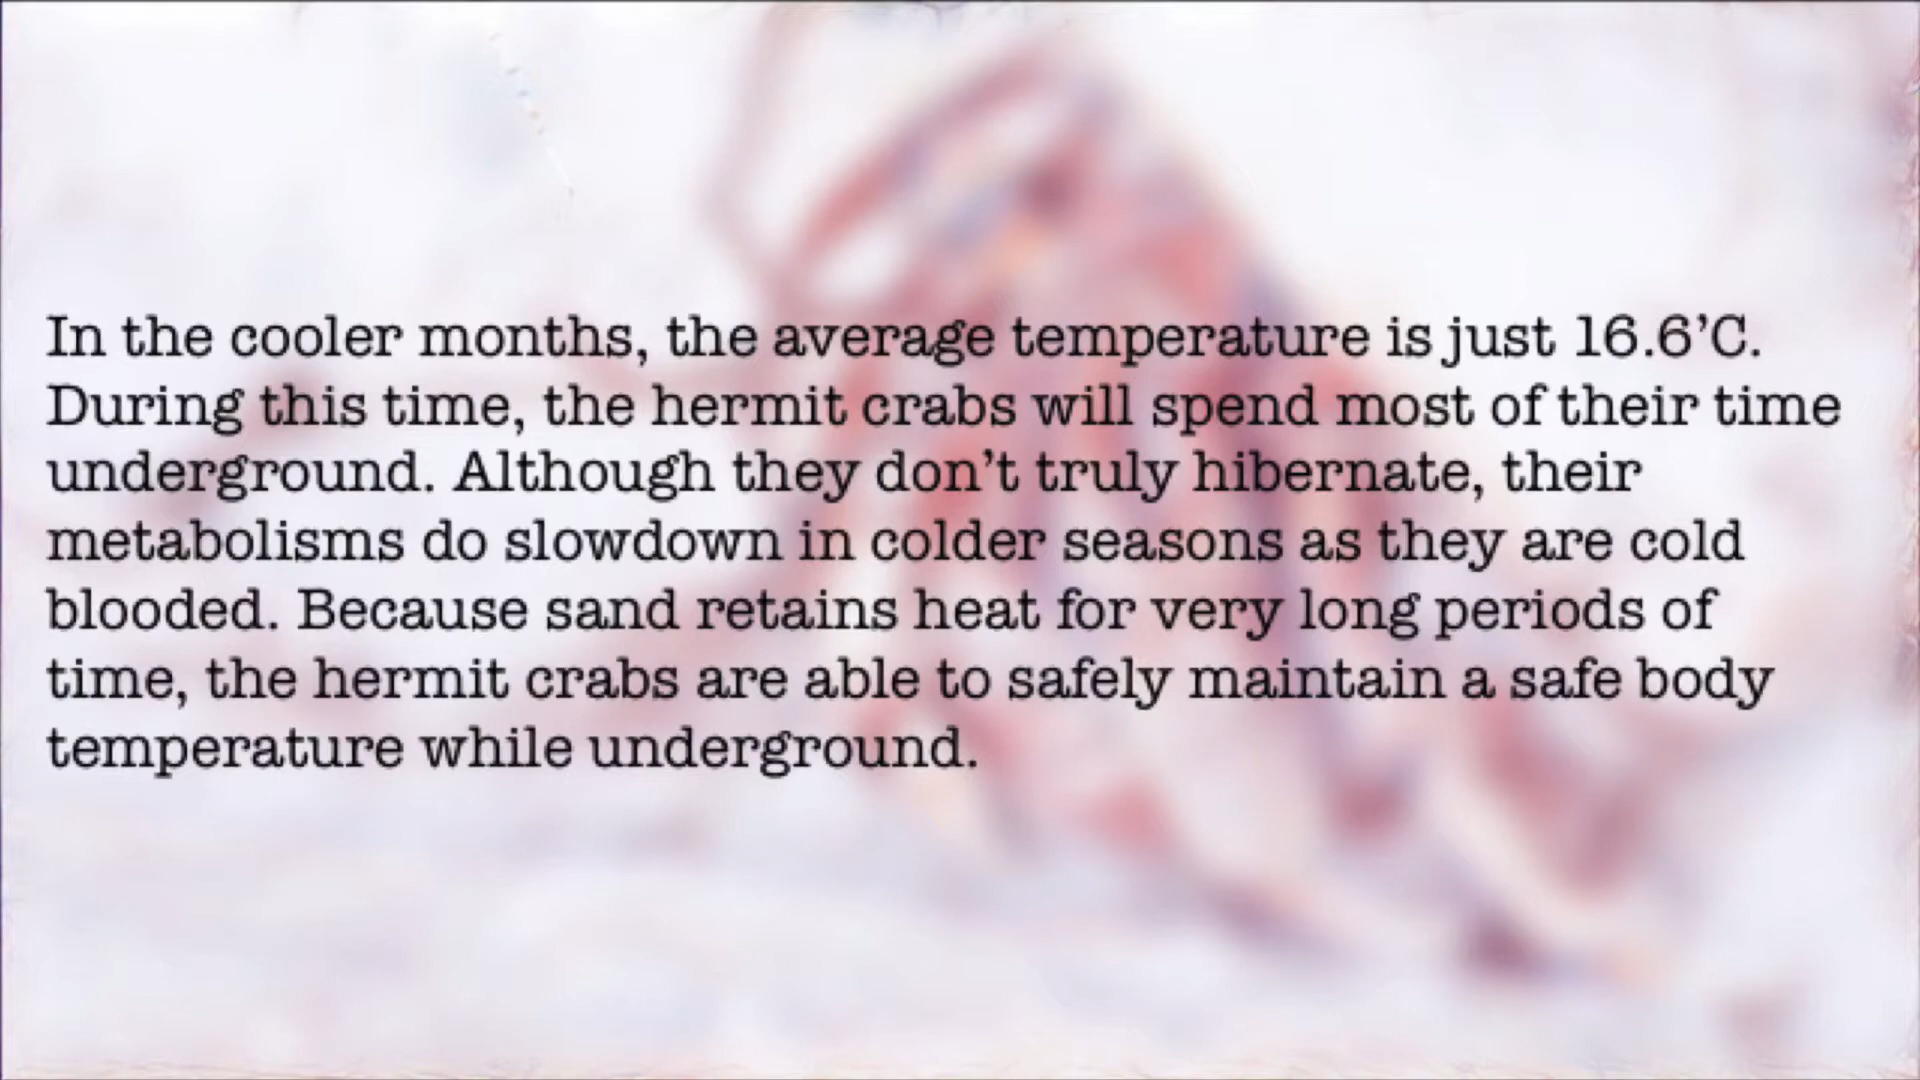 In the cooler months, the average temperature is just 16.6’C.
During this time, the hermit crabs will spend most of their time
underground. Although they don’t truly hibernate, their
metabolisms do slowdown in colder seasons as they are cold
blooded. Because sand retains heat for very long periods of
time, the hermit crabs are able to safely maintain a safe body
temperature while underground.